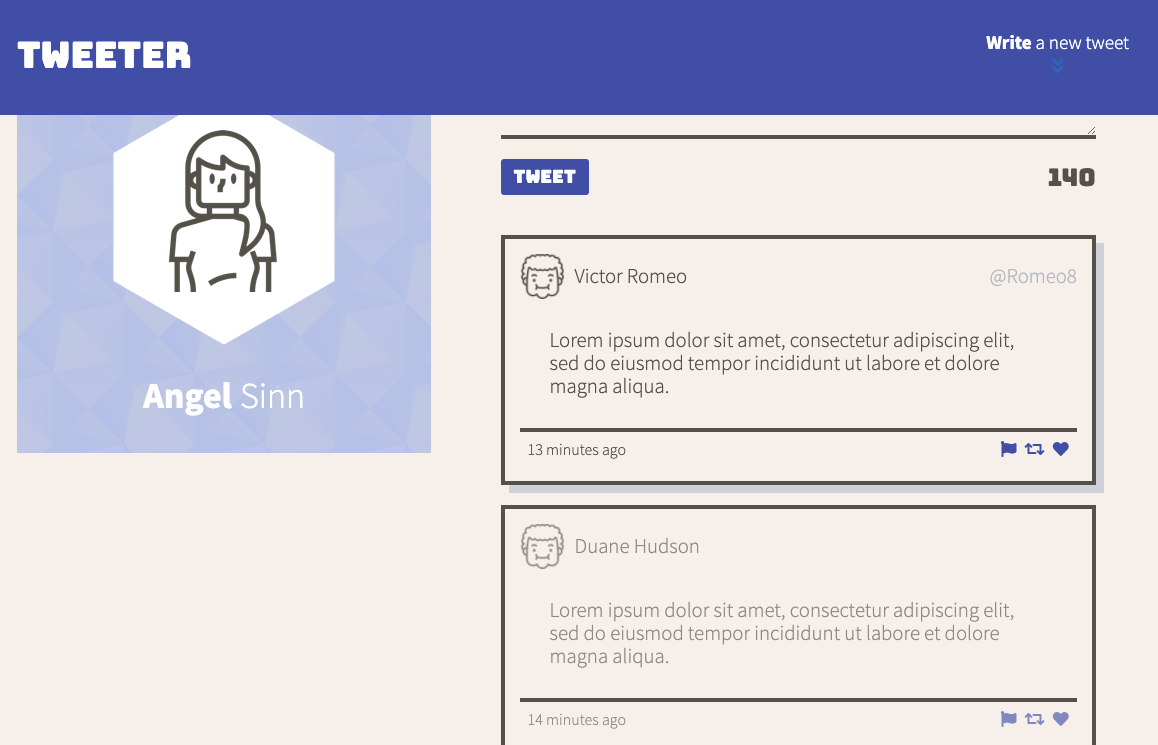 TWEETER
Write a new tweet
Angel Sinn
TWEET
140
Victor Romeo
@Romeo8
Lorem ipsum dolor sit amet, consectetur adipiscing elit,
sed do eiusmod tempor incididunt ut labore et dolore
magna aliqua.
13 minutes ago
Duane Hudson
Lorem ipsum dolor sit amet, consectetur adipiscing elit,
sed do eiusmod tempor incididunt ut labore et dolore
magna aliqua.
14 minutes ago